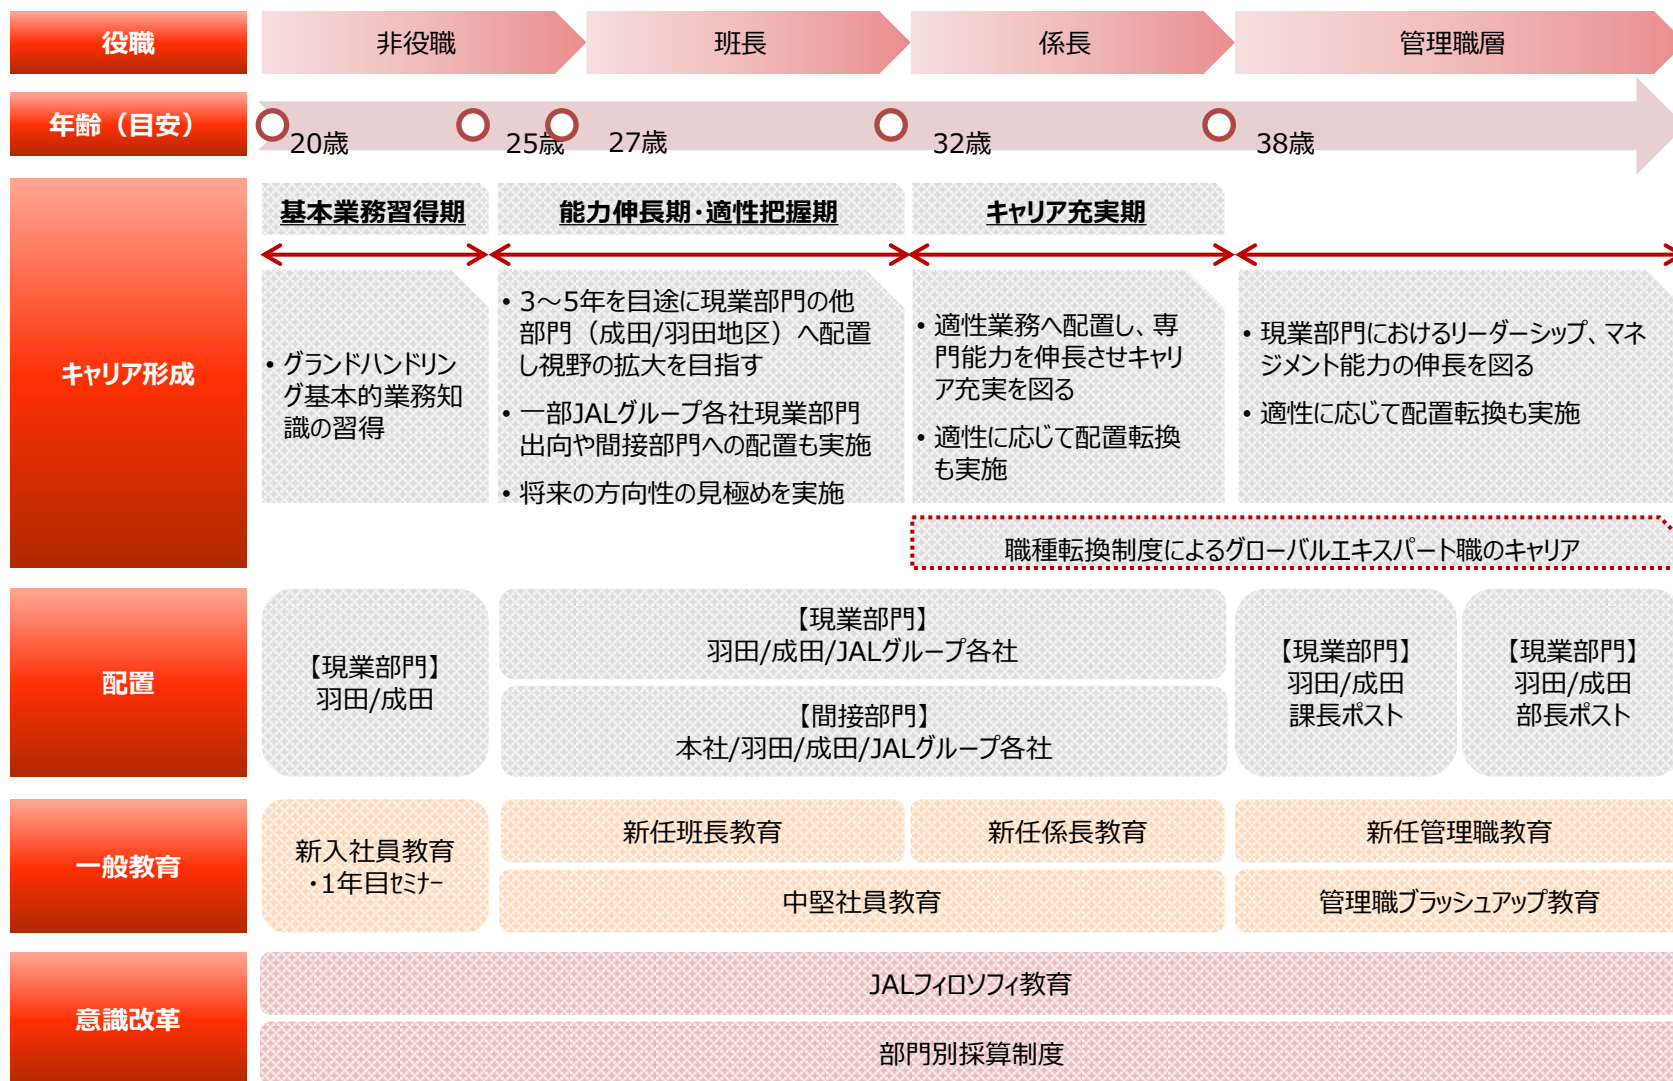 役職
非役職
班長
係長
管理職層
年齢（目安）
20歳
25歳
27歳
32歳
38歳
キャリア形成
基本業務習得期
能力伸長期・適性把握期
キャリア充実期
• グランドハンドリン
グ基本的業務知
識の習得
• 3～5年を目途に現業部門の他
部門（成田/羽田地区）へ配置
し視野の拡大を目指す
• 一部JALグループ各社現業部門
出向や間接部門への配置も実施
• 将来の方向性の見極めを実施
• 適性業務へ配置し、専
門能力を伸長させキャリ
ア充実を図る
• 適性に応じて配置転換
も実施
• 現業部門におけるリーダーシップ、マネ
ジメント能力の伸長を図る
• 適性に応じて配置転換も実施
職種転換制度によるグローバルエキスパート職のキャリア
配置
【現業部門】
羽田/成田
【現業部門】
羽田/成田/JALグループ各社
【間接部門】
本社/羽田/成田/JALグループ各社
【現業部門】
羽田/成田
課長ポスト
【現業部門】
羽田/成田
部長ポスト
一般教育
新入社員教育
・1年目セミナー
新任班長教育
新任係長教育
新任管理職教育
中堅社員教育
管理職ブラッシュアップ教育
意識改革
JALフィロソフィ教育
部門別採算制度